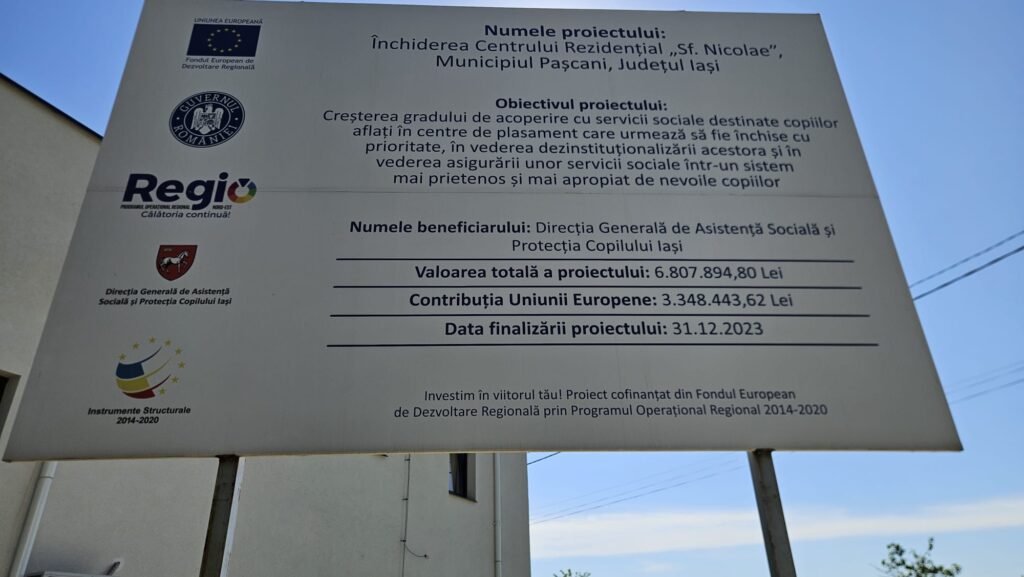 UNIUNEA EUROPEANĂ
Fondul European de
Dezvoltare Regională
GUVERNUL
ROMÂNIEI
Regio
PROGRAMUL OPERAȚIONAL REGIONAL NORD-EST
Călătoria continuă!
Direcția Generală de Asistență
Socială și Protecția Copilului Iași
Instrumente Structurale
2014-2020
Numele proiectului:
Închiderea Centrului Rezidențial „Sf. Nicolae”,
Municipiul Pașcani, Județul Iași
Obiectivul proiectului:
Creșterea gradului de acoperire cu servicii sociale destinate copiilor
aflați în centre de plasament care urmează să fie închise cu
prioritate, în vederea dezinstituționalizării acestora și în
vederea asigurării unor servicii sociale într-un sistem
mai prietenos și mai apropiat de nevoile copiilor
Numele beneficiarului: Direcția Generală de Asistență Socială și
Protecția Copilului Iași
Valoarea totală a proiectului: 6.807.894,80 Lei
Contribuția Uniunii Europene: 3.348.443,62 Lei
Data finalizării proiectului: 31.12.2023
Investim în viitorul tău! Proiect cofinanțat din Fondul European
de Dezvoltare Regională prin Programul Operațional Regional 2014-2020